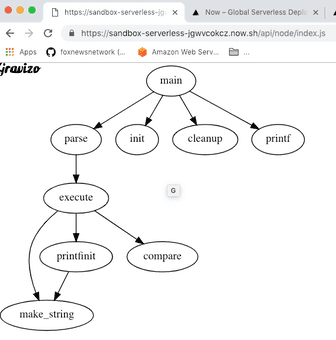 https://sandbox-serverless-jg
Now – Global Serverless Deplo
https://sandbox-serverless-jgwvcokcz.now.sh/api/node/index.js
Apps
foxnewsnetwork (...
Amazon Web Serv...
...
gravizo
main
parse
init
cleanup
printf
execute
G
printfinit
compare
make_string